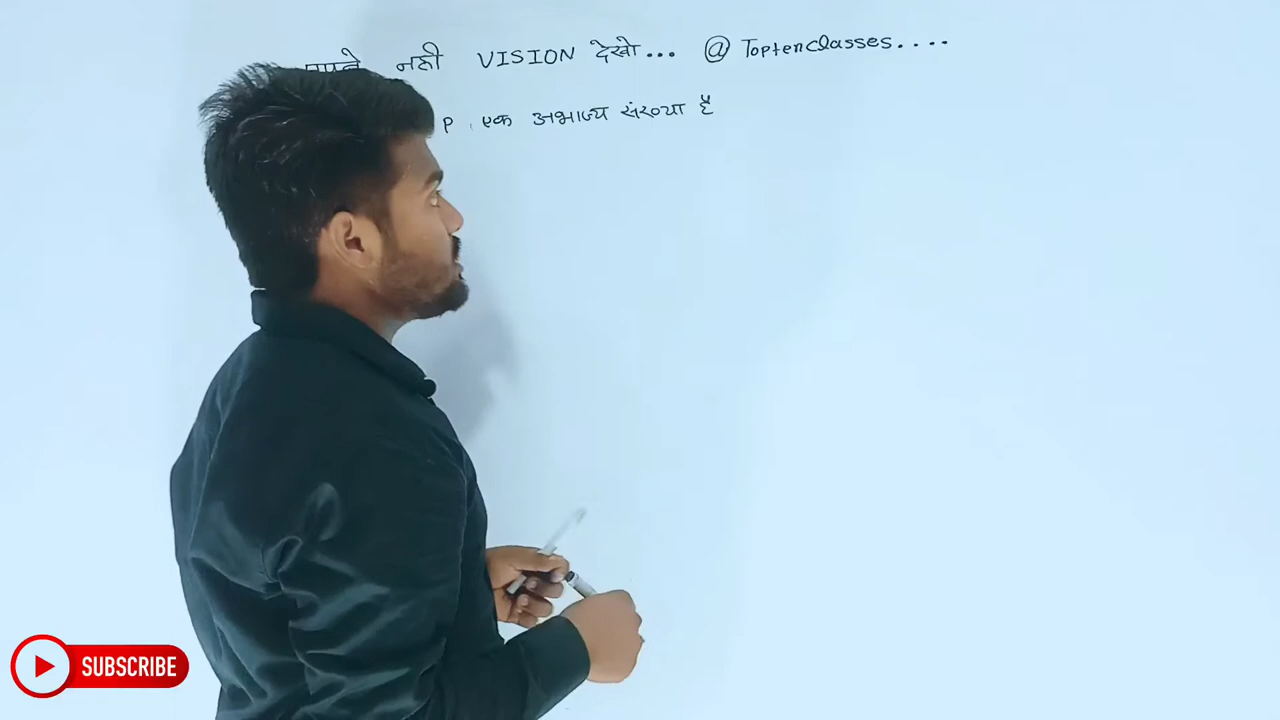 नही VISION देखो... @ Toptenclasses....
P, एक अभाज्य संख्या है
SUBSCRIBE